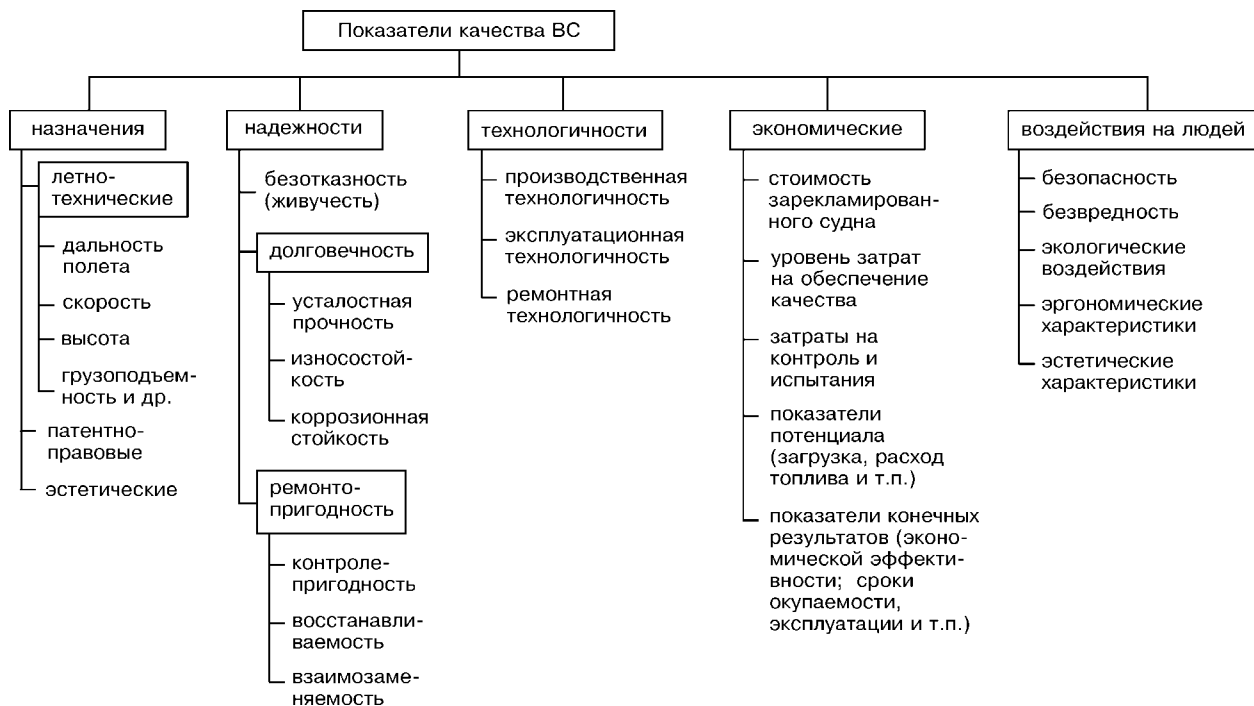 Показатели качества ВС
назначения
летно-
технические
дальность
полета
скорость
высота
грузоподъем-
ность и др.
патентно-
правовые
эстетические
надежности
безотказность
(живучесть)
долговечность
усталостная
прочность
износостой-
кость
коррозионная
стойкость
ремонто-
пригодность
контроле-
пригодность
восстанавли-
ваемость
взаимозаме-
няемость
технологичности
производственная
технологичность
эксплуатационная
технологичность
ремонтная
технологичность
экономические
стоимость
зарекламирован-
ного судна
уровень затрат
на обеспечение
качества
затраты на
контроль и
испытания
показатели
потенциала
(загрузка, расход
топлива и т.п.)
показатели конечных
результатов (эконо-
мической эффекти-
вности; сроки
окупаемости,
эксплуатации и т.п.)
воздействия на людей
безопасность
безвредность
экологические
воздействия
эргономические
характеристики
эстетические
характеристики